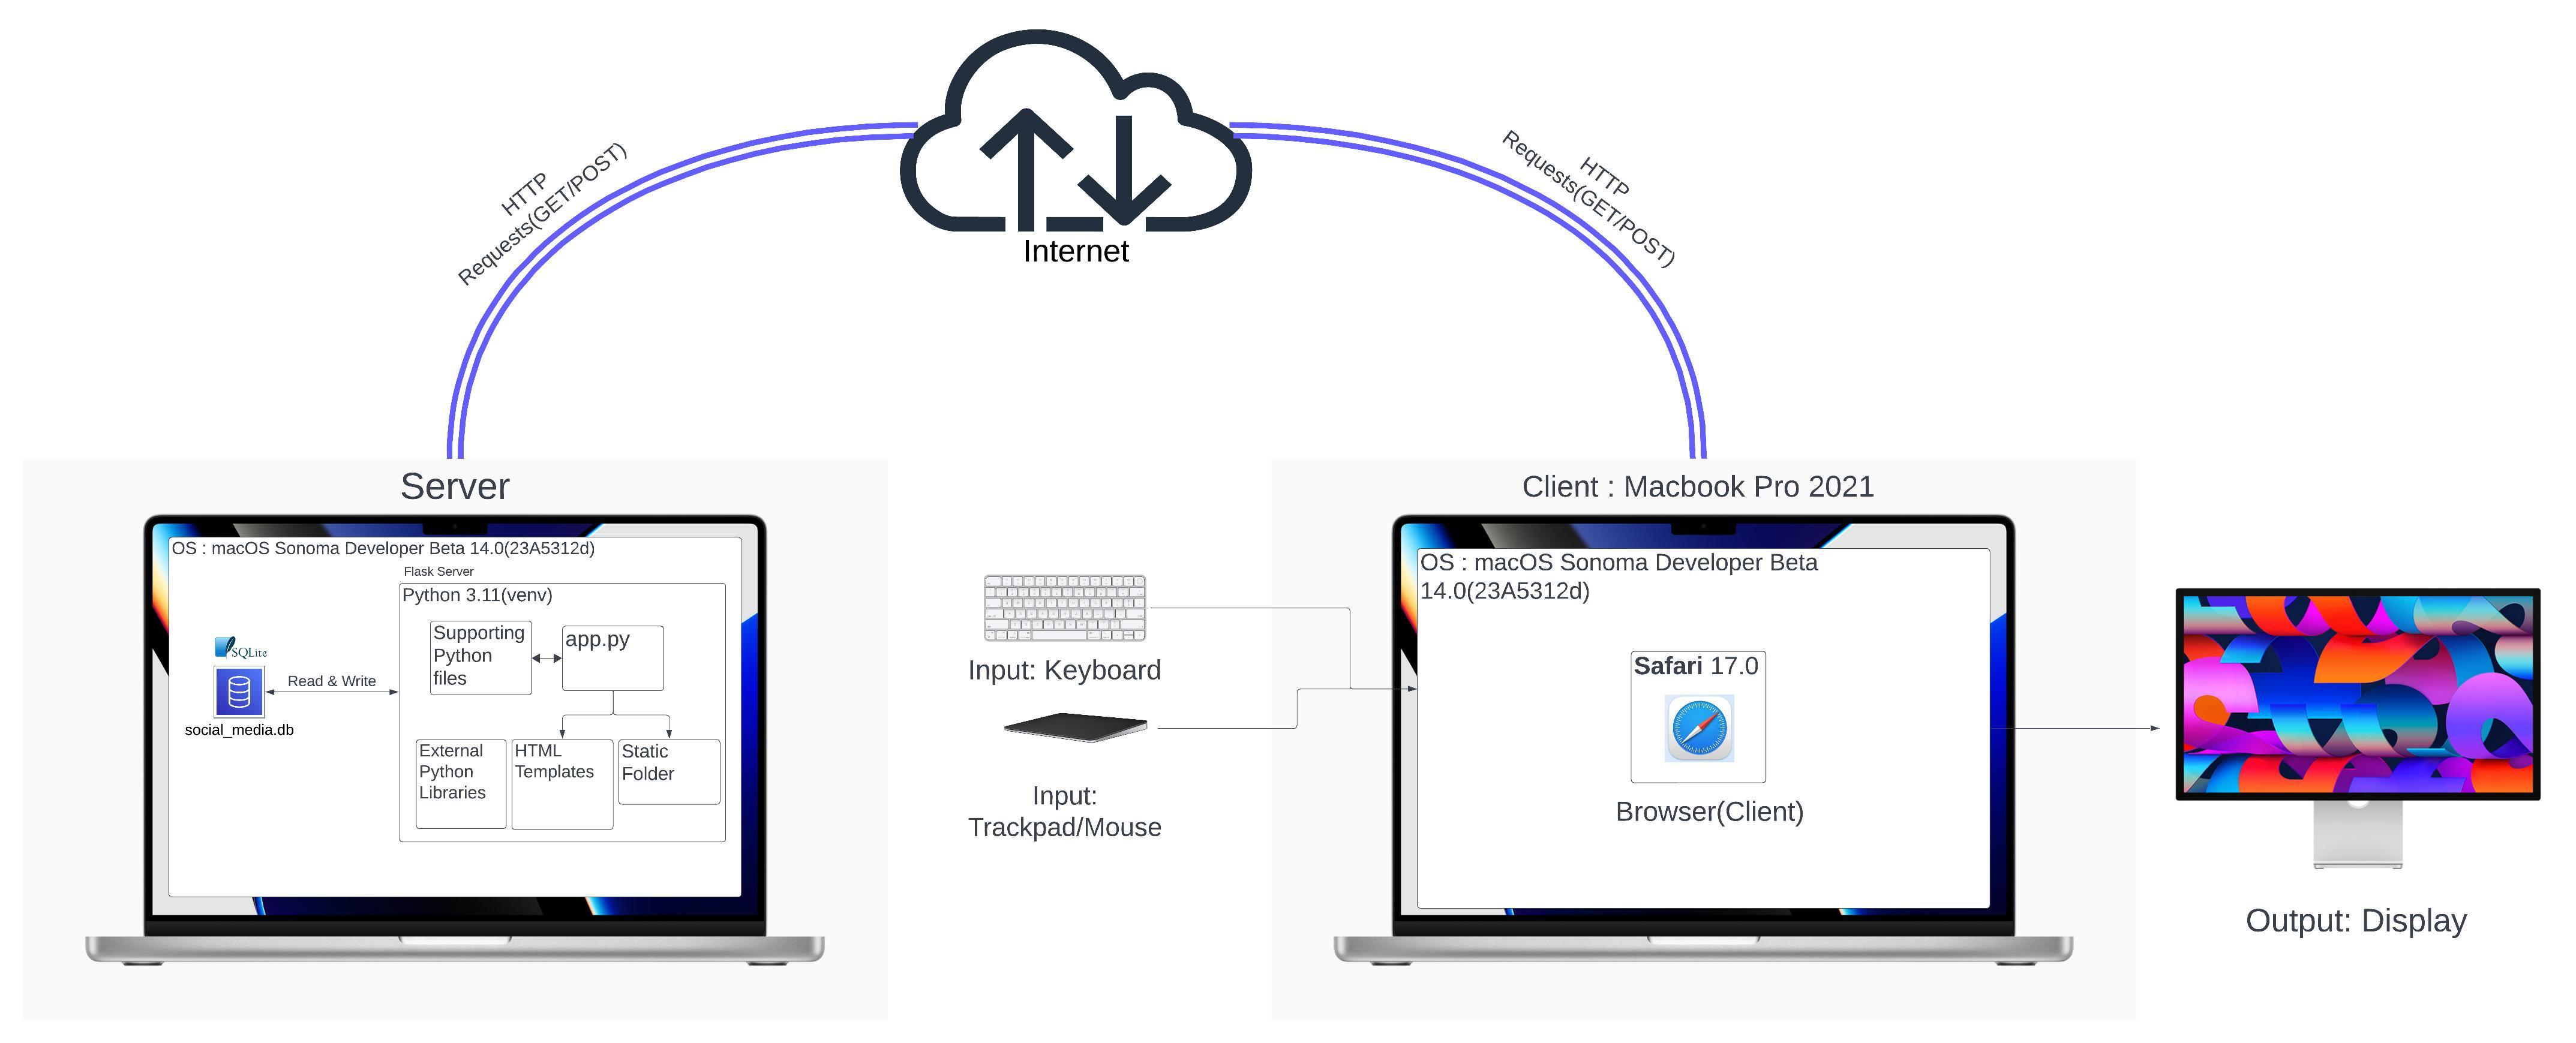 HTTP
Requests(GET/POST)
Internet
HTTP
Requests(GET/POST)
Server
OS : macOS Sonoma Developer Beta 14.0(23A5312d)
Flask Server
Python 3.11(venv)
Supporting
Python
files
app.py
SQLite
Read & Write
social_media.db
External
Python
Libraries
HTML
Templates
Static
Folder
Input: Keyboard
Input:
Trackpad/Mouse
Client : Macbook Pro 2021
OS : macOS Sonoma Developer Beta
14.0(23A5312d)
Safari 17.0
Browser(Client)
Output: Display